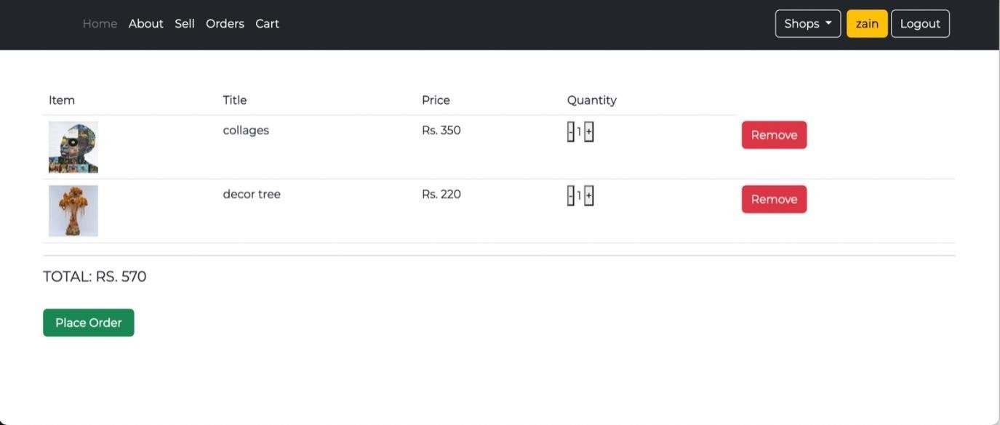 Home About Sell Orders Cart Shops zain Logout
Item Title Price Quantity
collages Rs. 350 - 1 + Remove
decor tree Rs. 220 - 1 + Remove
TOTAL: RS. 570
Place Order